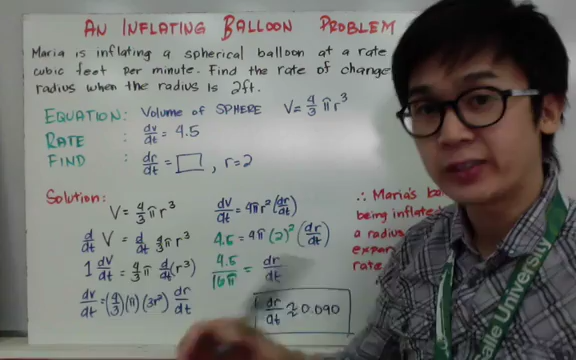 AN INFLATING BALLOON PROBLEM
Maria is inflating a spherical balloon at a rate
cubic feet per minute. Find the rate of change
radius when the radius is 2ft.
EQUATION: VOLUME OF SPHERE V = 4/3 πr³
RATE : dv/dt = 4.5
FIND : dr/dt = □ , r = 2
Solution:
V = 4/3 πr³
d/dt V = d/dt 4/3 πr³
1 dV/dt = 4/3 π d/dt (r³)
dv/dt = (4/3)(π)(3r²) dr/dt
dV/dt = 4πr² (dr/dt)
4.5 = 4π(2)² (dr/dt)
4.5/16π = dr/dt
dr/dt ≈ 0.090
∴ Maria's
being inflate
a radius
expan
rate
University